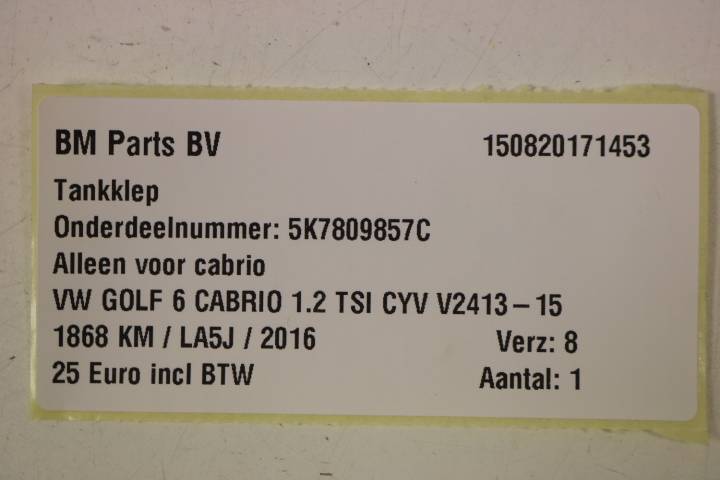 BM Parts BV 150820171453
Tankklep
Onderdeelnummer: 5K7809857C
Alleen voor cabrio
VW GOLF 6 CABRIO 1.2 TSI CYV V2413-15
1868 KM / LA5J / 2016 Verz: 8
25 Euro incl BTW Aantal: 1